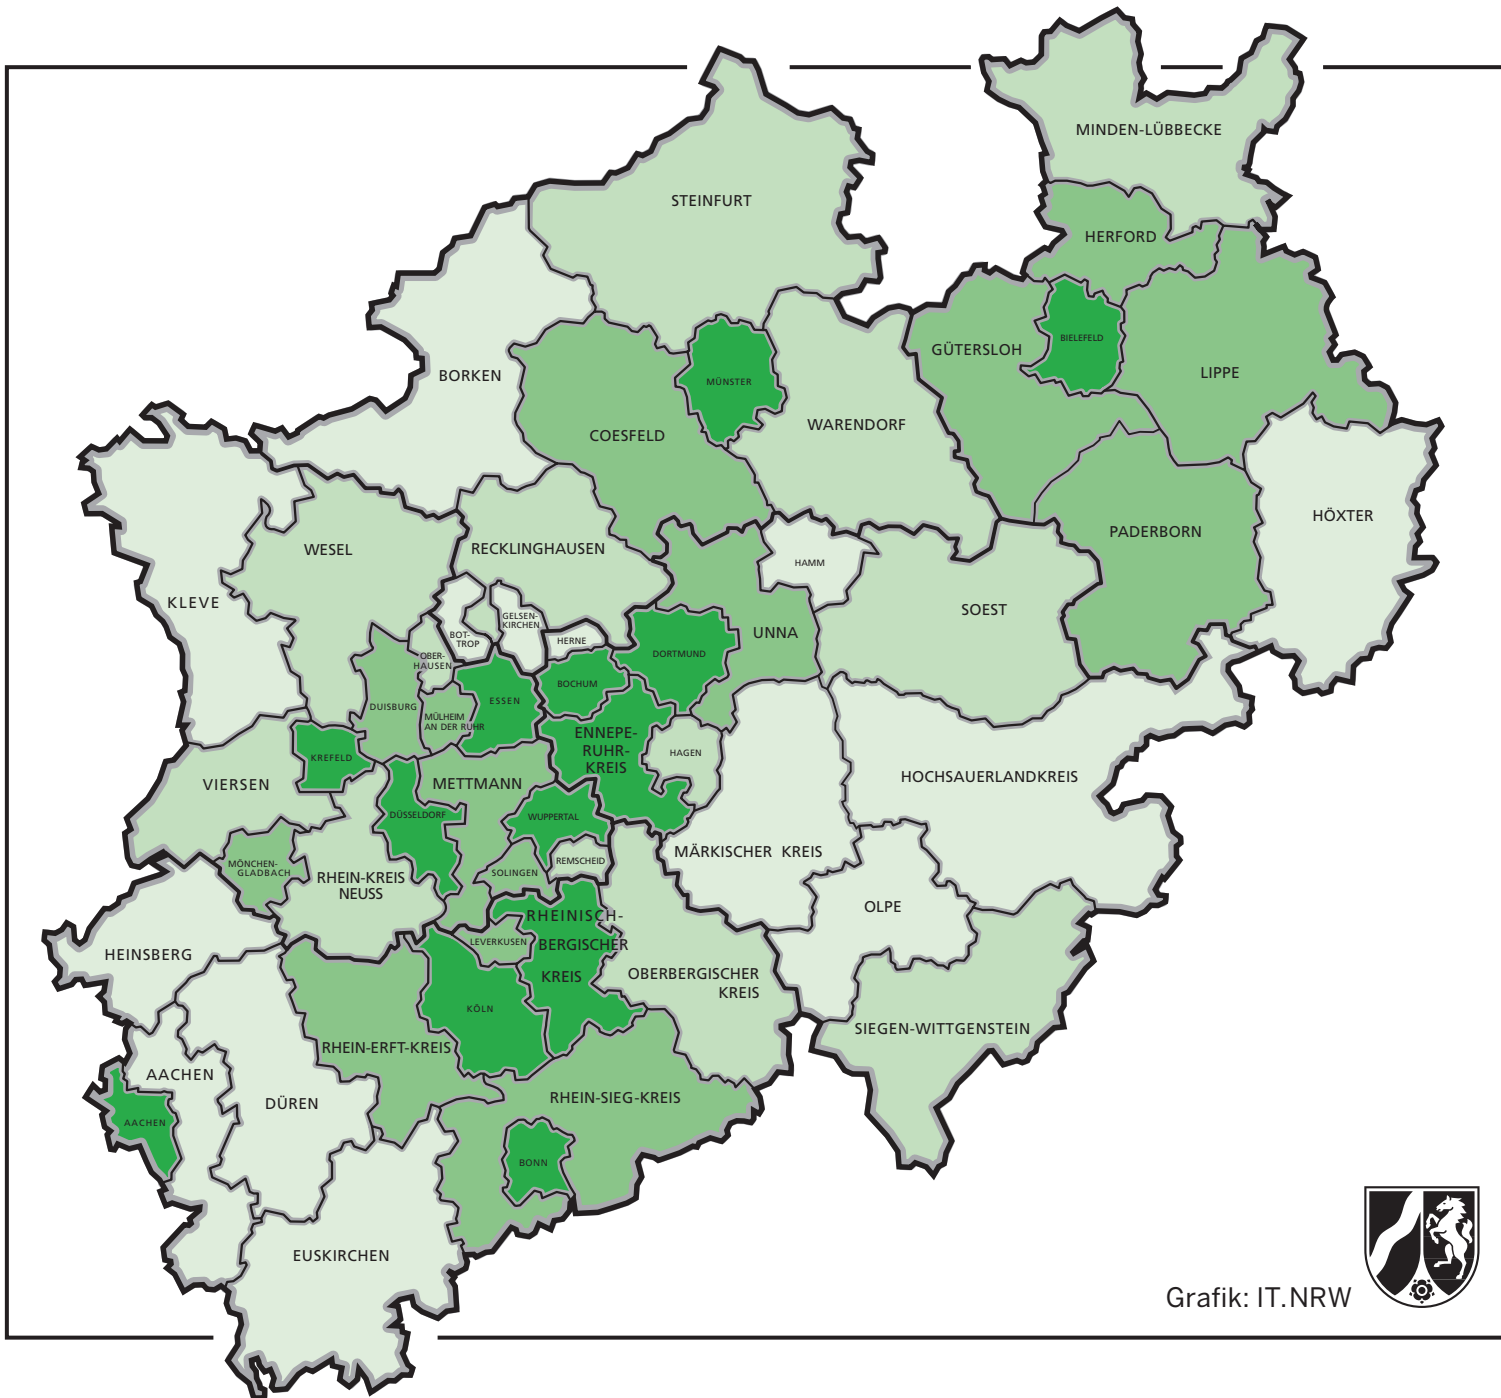 MINDEN-LÜBBECKE
STEINFURT
HERFORD
BIELEFELD
GÜTERSLOH
LIPPE
BORKEN
MÜNSTER
WARENDORF
COESFELD
HÖXTER
PADERBORN
WESEL
RECKLINGHAUSEN
HAMM
KLEVE
SOEST
GELSEN-
KIRCHEN
BOT-
TROP
HERNE
UNNA
OBER-
HAUSEN
DORTMUND
BOCHUM
ESSEN
DUISBURG
MÜLHEIM
AN DER RUHR
ENNEPE-
RUHR-
KREIS
HAGEN
KREFELD
VIERSEN
METTMANN
HOCHSAUERLANDKREIS
DÜSSELDORF
WUPPERTAL
MÄRKISCHER KREIS
REMSCHEID
MÖNCHEN-
GLADBACH
SOLINGEN
RHEIN-KREIS
NEUSS
OLPE
RHEINISCH-
BERGISCHER
KREIS
LEVERKUSEN
HEINSBERG
OBERBERGISCHER
KREIS
KÖLN
SIEGEN-WITTGENSTEIN
RHEIN-ERFT-KREIS
AACHEN
DÜREN
RHEIN-SIEG-KREIS
AACHEN
BONN
EUSKIRCHEN
Grafik: IT.NRW